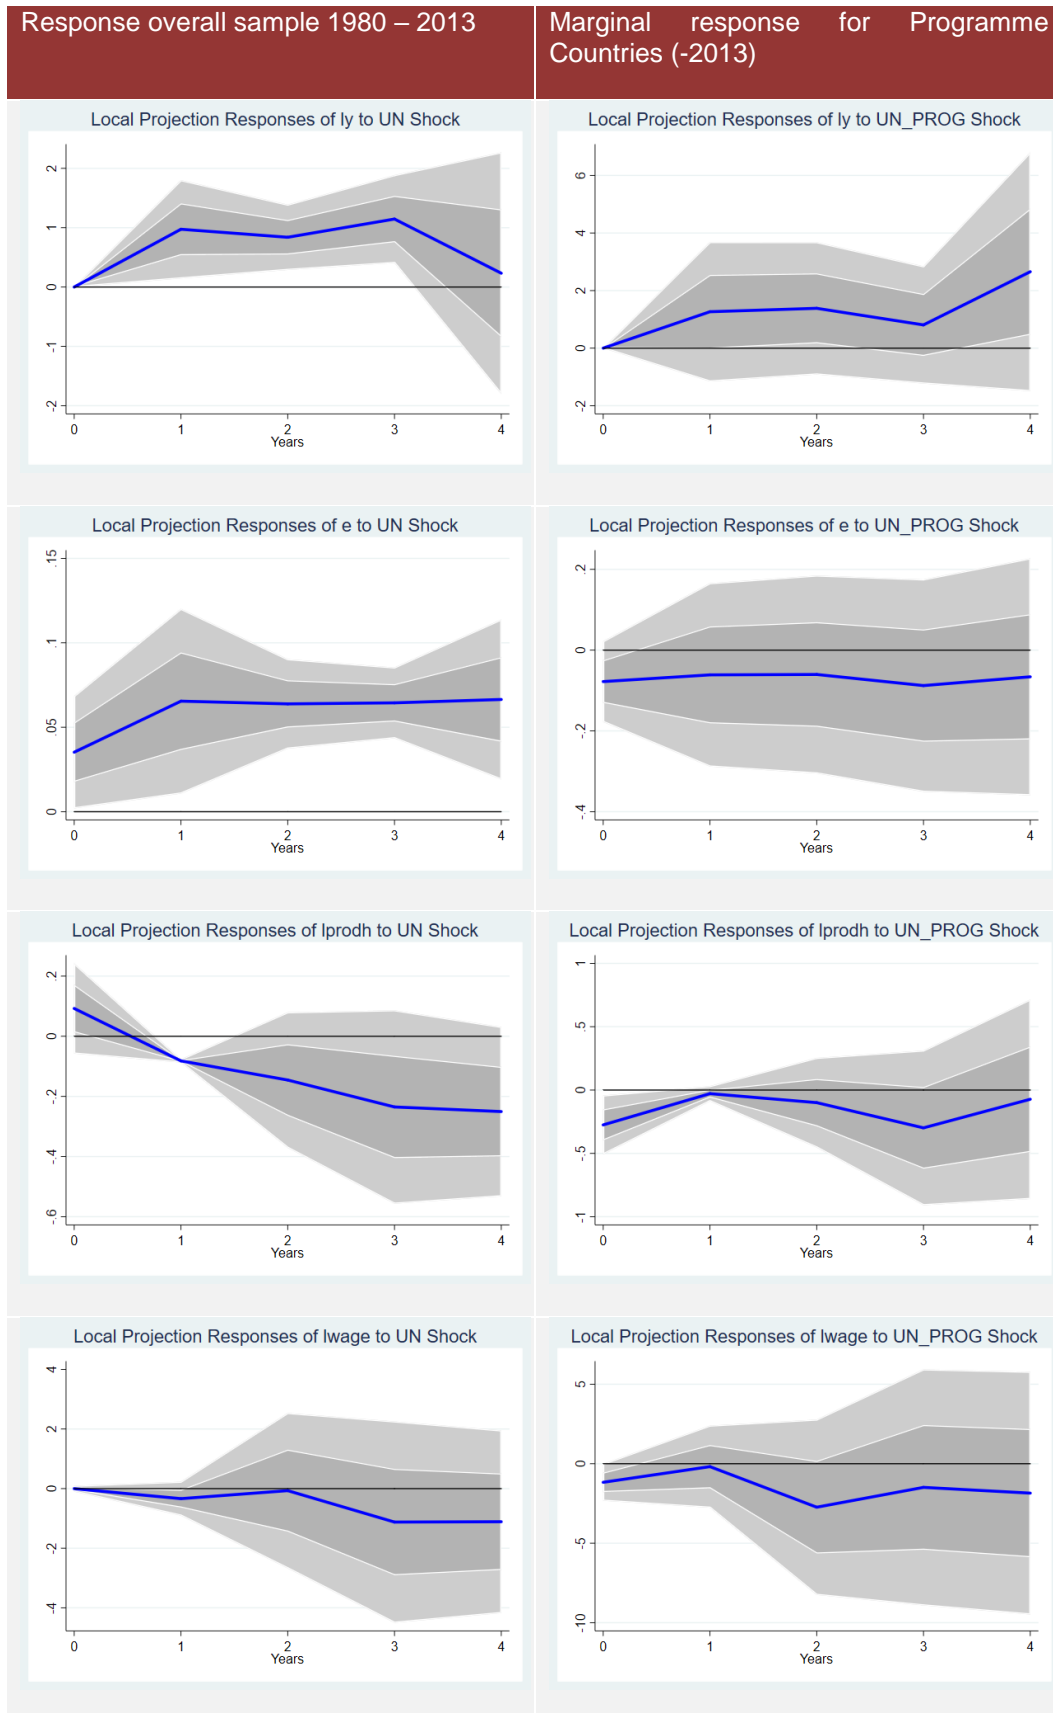 Response overall sample 1980 – 2013
Marginal response for Programme
Countries (-2013)
Local Projection Responses of ly to UN Shock
2
1
0
-1
-2
0 1 2 3 4
Years
Local Projection Responses of ly to UN_PROG Shock
6
4
2
0
-2
0 1 2 3 4
Years
Local Projection Responses of e to UN Shock
.15
.1
.05
0
0 1 2 3 4
Years
Local Projection Responses of e to UN_PROG Shock
.2
0
-.2
-.4
0 1 2 3 4
Years
Local Projection Responses of lprodh to UN Shock
.2
0
-.2
-.4
-.6
0 1 2 3 4
Years
Local Projection Responses of lprodh to UN_PROG Shock
1
.5
0
-.5
-1
0 1 2 3 4
Years
Local Projection Responses of lwage to UN Shock
4
2
0
-2
-4
0 1 2 3 4
Years
Local Projection Responses of lwage to UN_PROG Shock
5
0
-5
-10
0 1 2 3 4
Years